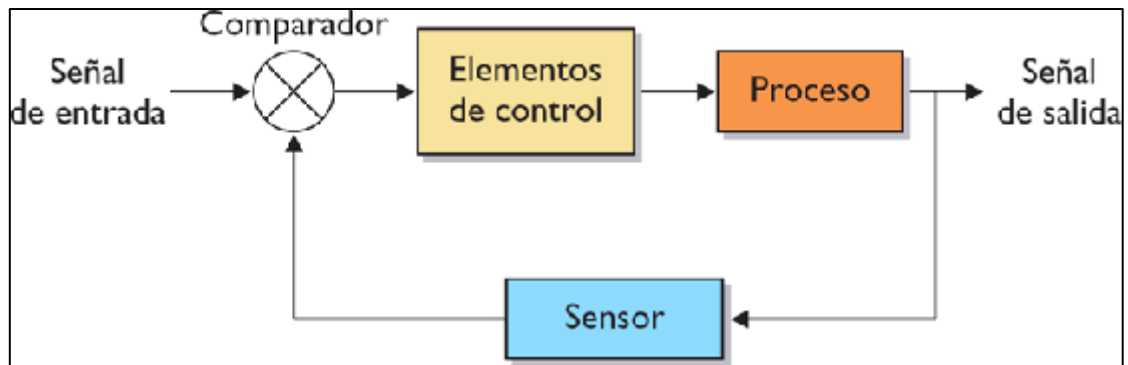 Comparador
Señal
de entrada
Elementos
de control
Proceso
Señal
de salida
Sensor